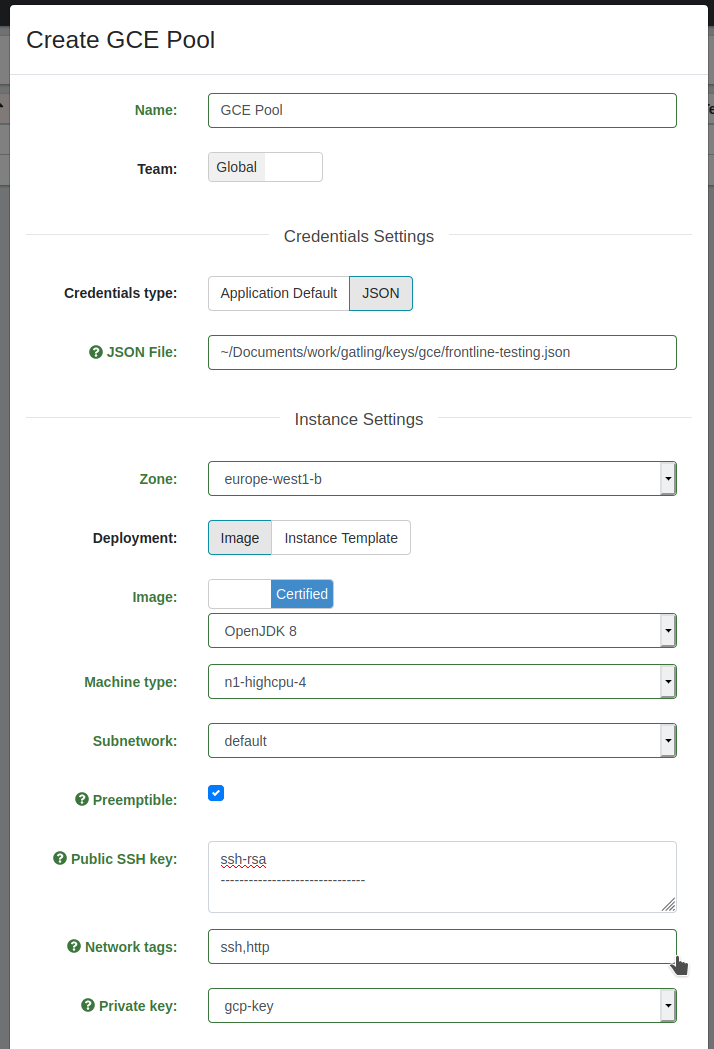 Create GCE Pool
Name: GCE Pool
Team: Global
Credentials Settings
Credentials type: Application Default JSON
JSON File: ~/Documents/work/gatling/keys/gce/frontline-testing.json
Instance Settings
Zone: europe-west1-b
Deployment: Image Instance Template
Image: Certified
OpenJDK 8
Machine type: n1-highcpu-4
Subnetwork: default
Preemptible:
Public SSH key: ssh-rsa
-------------------------------
Network tags: ssh,http
Private key: gcp-key